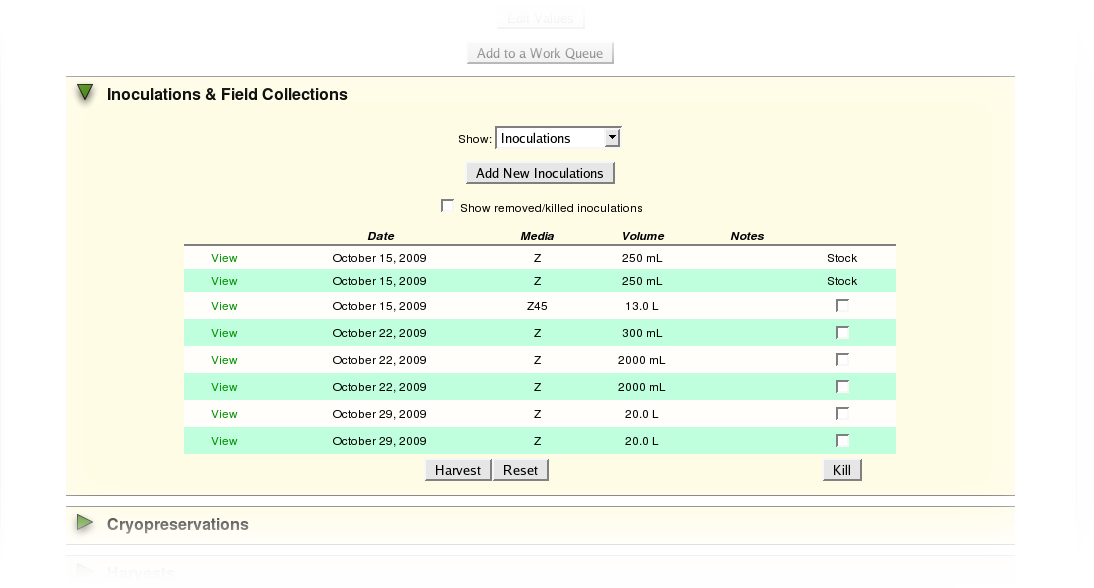 Edit Values
Add to a Work Queue
Inoculations & Field Collections
Show: Inoculations
Add New Inoculations
Show removed/killed inoculations
Date Media Volume Notes
View October 15, 2009 Z 250 mL Stock
View October 15, 2009 Z 250 mL Stock
View October 15, 2009 Z45 13.0 L
View October 22, 2009 Z 300 mL
View October 22, 2009 Z 2000 mL
View October 22, 2009 Z 2000 mL
View October 29, 2009 Z 20.0 L
View October 29, 2009 Z 20.0 L
Harvest Reset Kill
Cryopreservations
Harvests